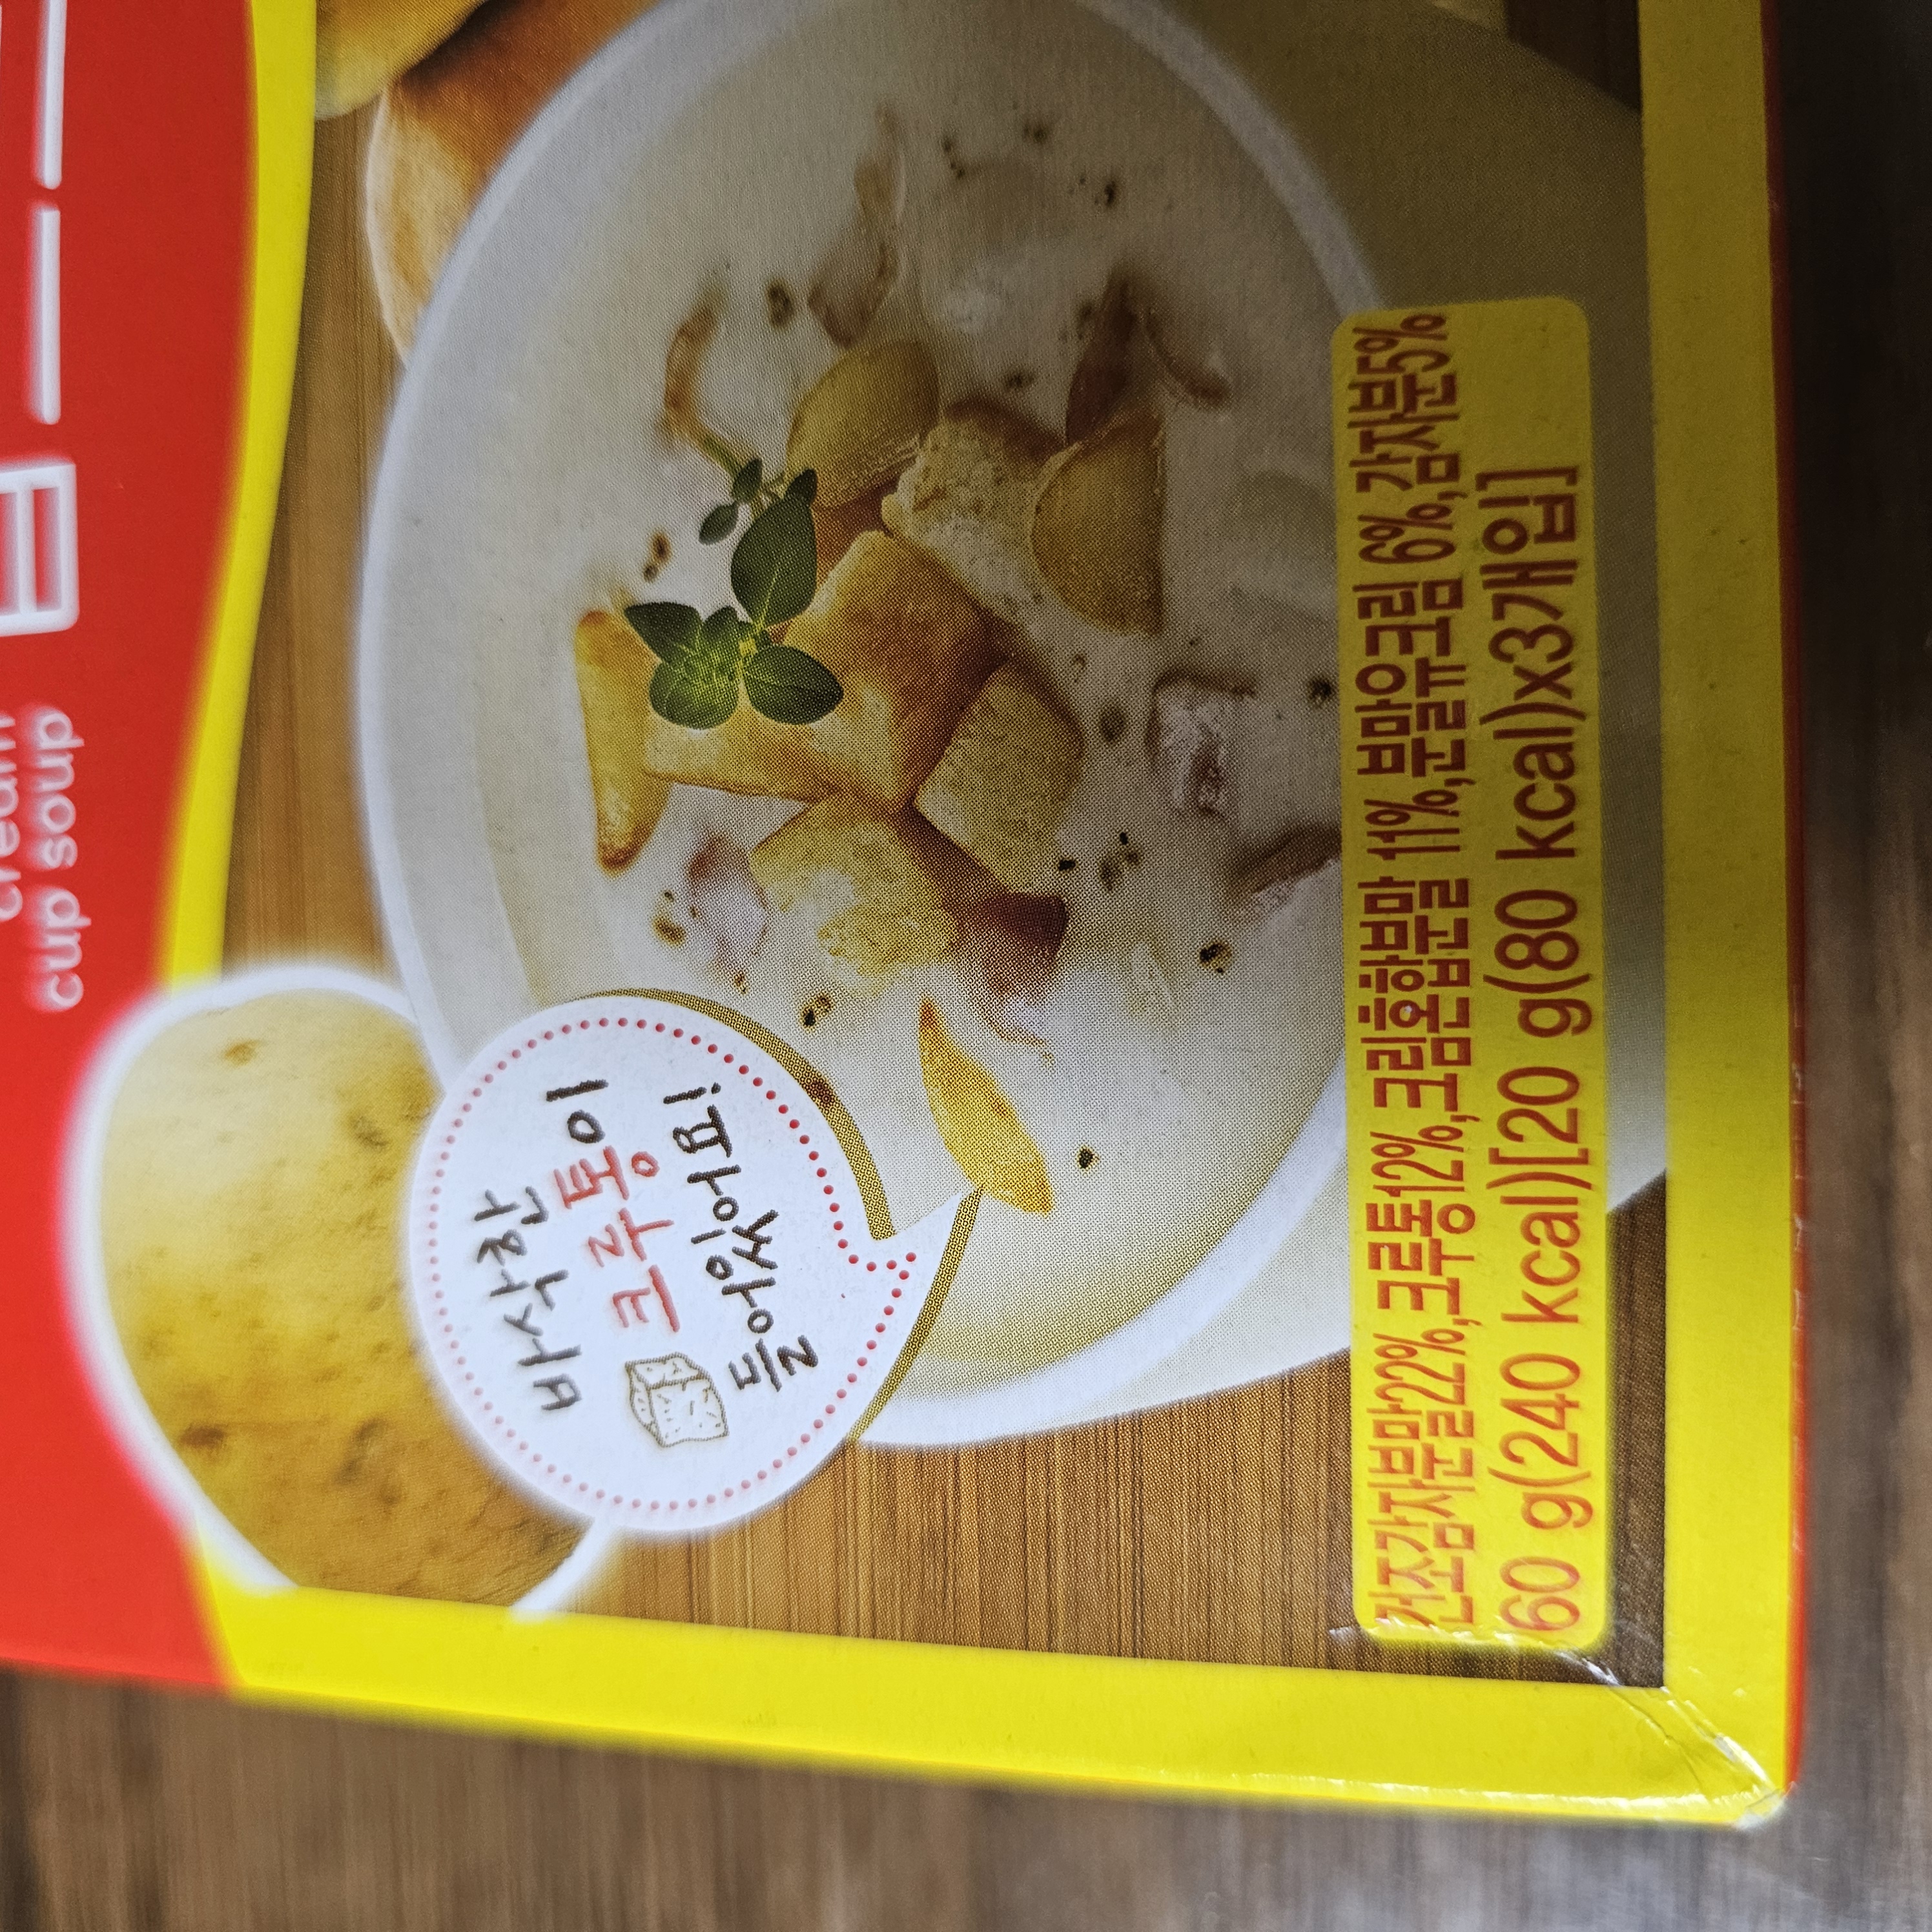 cream
cup soup
바삭한
크루통이
들어있어요!
건조감자분말22%,크루통12%,크림혼합분말 11%,분말유크림 6%,감자분5%
60 g(240 kcal)[20 g(80 kcal)x3개입]